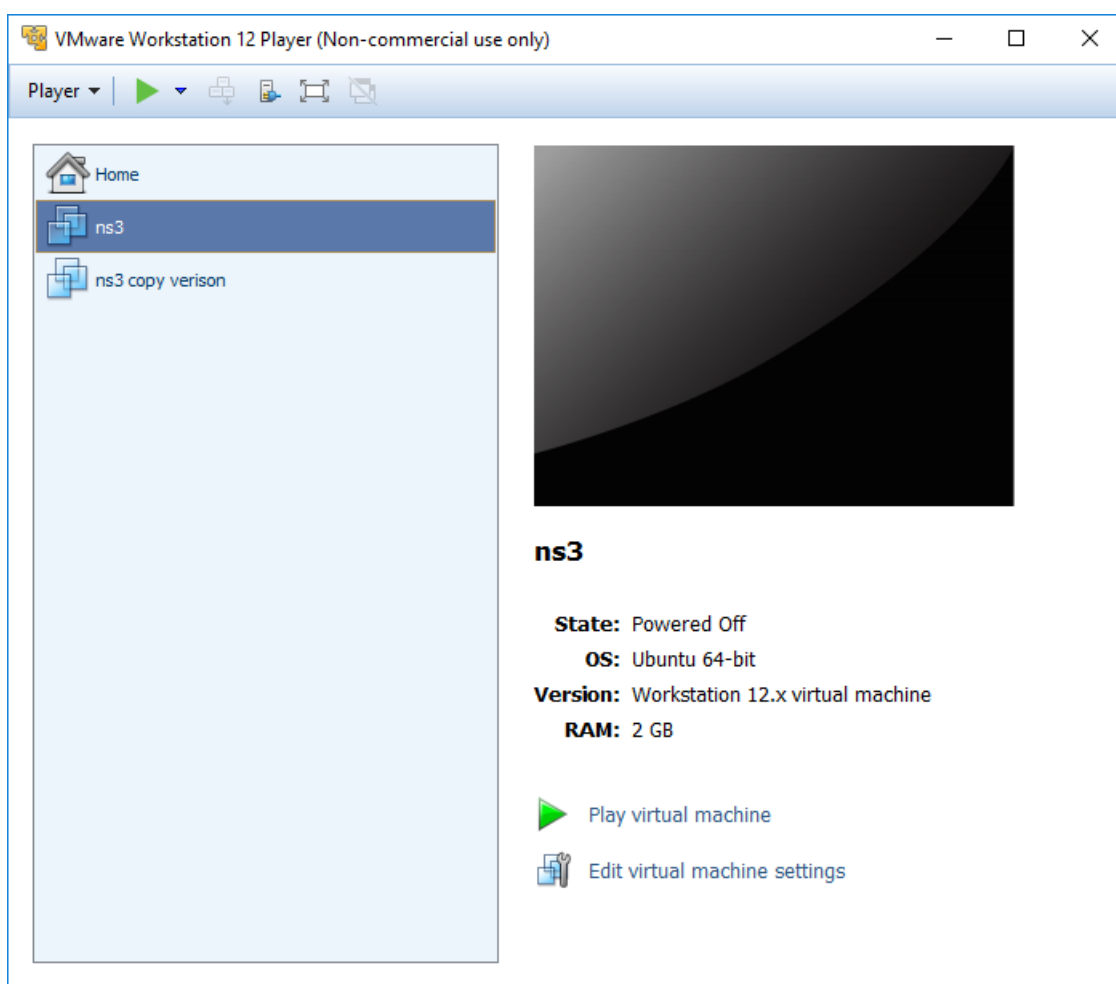 VMware Workstation 12 Player (Non-commercial use only)
Player
Home
ns3
ns3 copy verison
ns3
State: Powered Off
OS: Ubuntu 64-bit
Version: Workstation 12.x virtual machine
RAM: 2 GB
Play virtual machine
Edit virtual machine settings